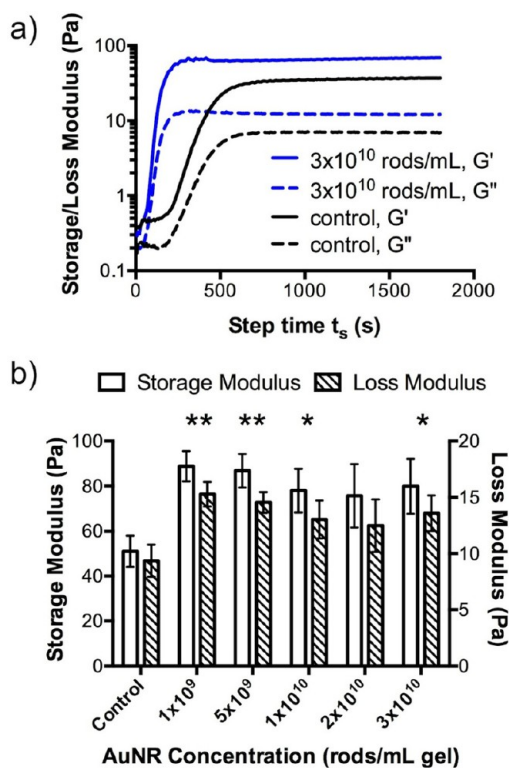 a)
Storage/Loss Modulus (Pa)
100
10
1
0.1
3x10¹⁰ rods/mL, G'
3x10¹⁰ rods/mL, G"
control, G'
control, G"
0 500 1000 1500 2000
Step time tₛ (s)
b)
Storage Modulus Loss Modulus
** ** * *
Storage Modulus (Pa)
100
80
60
40
20
0
20
15
10
5
0
Loss Modulus (Pa)
Control 1x10⁹ 5x10⁹ 1x10¹⁰ 2x10¹⁰ 3x10¹⁰
AuNR Concentration (rods/mL gel)